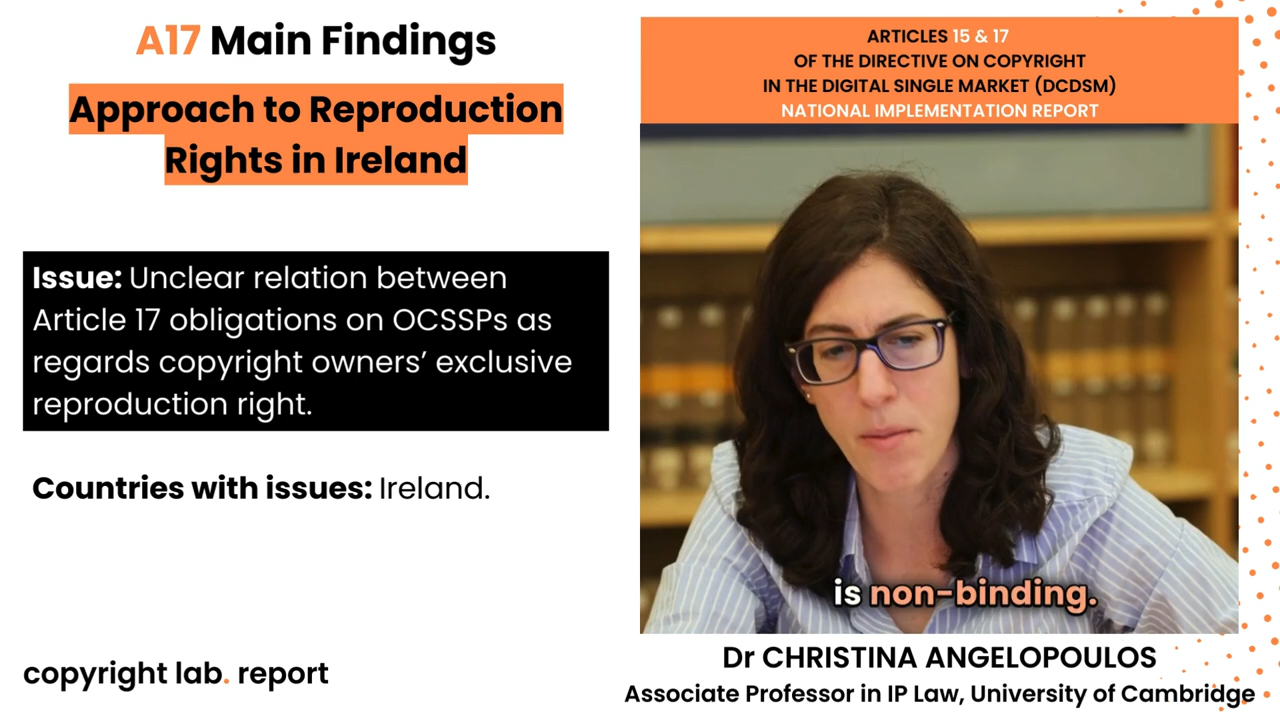 A17 Main Findings
Approach to Reproduction
Rights in Ireland
Issue: Unclear relation between
Article 17 obligations on OCSSPs as
regards copyright owners’ exclusive
reproduction right.
Countries with issues: Ireland.
copyright lab. report
ARTICLES 15 & 17
OF THE DIRECTIVE ON COPYRIGHT
IN THE DIGITAL SINGLE MARKET (DCDSM)
NATIONAL IMPLEMENTATION REPORT
is non-binding.
Dr CHRISTINA ANGELOPOULOS
Associate Professor in IP Law, University of Cambridge